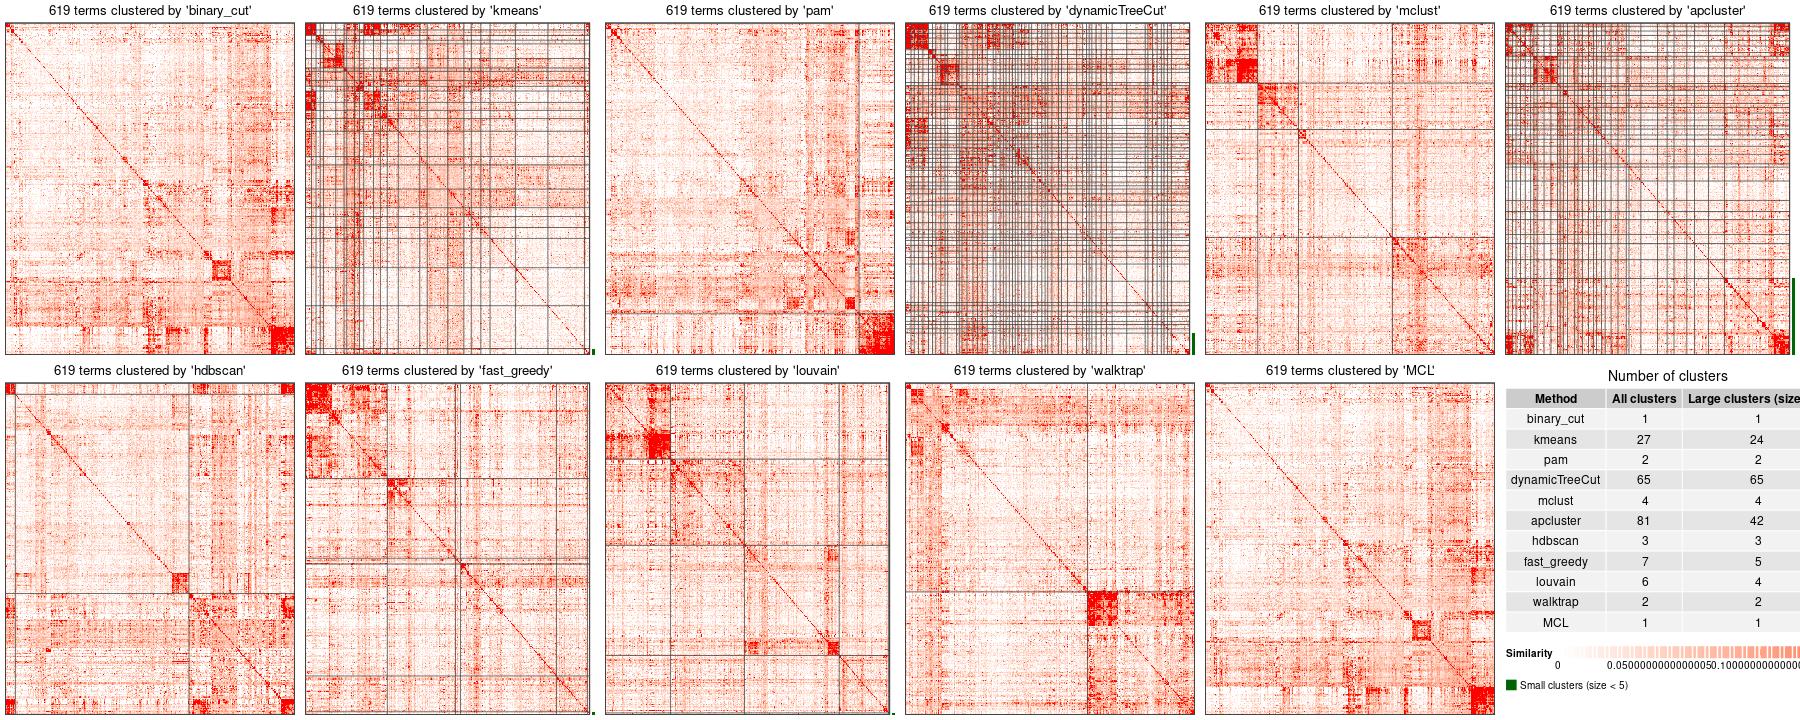 619 terms clustered by 'binary_cut'
619 terms clustered by 'kmeans'
619 terms clustered by 'pam'
619 terms clustered by 'dynamicTreeCut'
619 terms clustered by 'mclust'
619 terms clustered by 'apcluster'
619 terms clustered by 'hdbscan'
619 terms clustered by 'fast_greedy'
619 terms clustered by 'louvain'
619 terms clustered by 'walktrap'
619 terms clustered by 'MCL'
Number of clusters
Method All clusters Large clusters (size
binary_cut 1 1
kmeans 27 24
pam 2 2
dynamicTreeCut 65 65
mclust 4 4
apcluster 81 42
hdbscan 3 3
fast_greedy 7 5
louvain 6 4
walktrap 2 2
MCL 1 1
Similarity
0
Small clusters (size < 5)